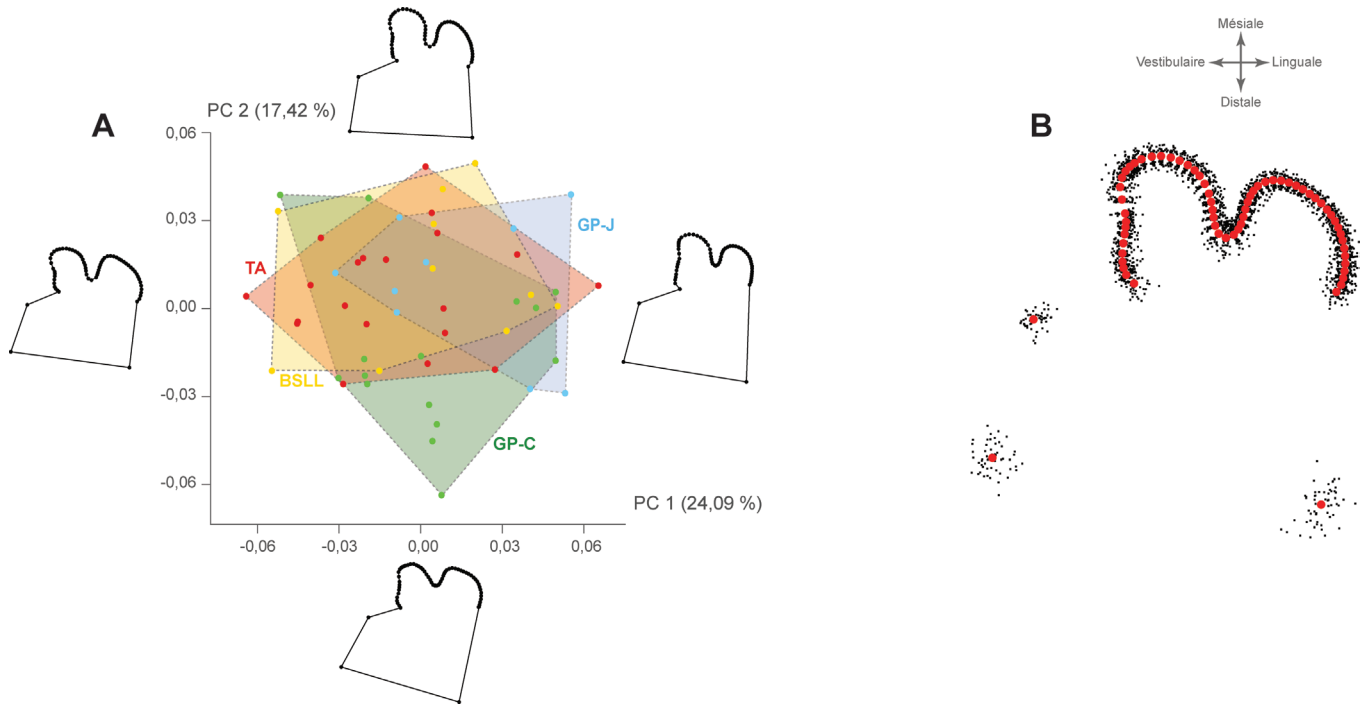 A
PC 2 (17,42 %)
0,06
0,03
0,00
-0,03
-0,06
TA
BSLL
GP-J
GP-C
PC 1 (24,09 %)
-0,06
-0,03
0,00
0,03
0,06
B
Mésiale
Vestibulaire
Linguale
Distale